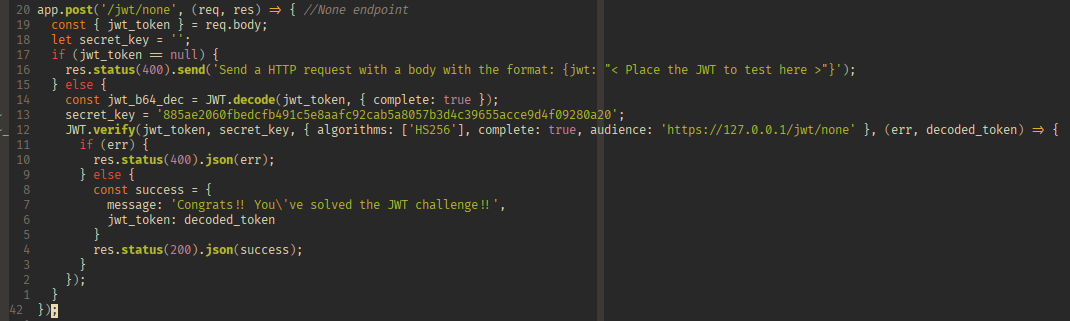 20 app.post('/jwt/none', (req, res) => { //None endpoint
19   const { jwt_token } = req.body;
18   let secret_key = '';
17   if (jwt_token == null) {
16     res.status(400).send('Send a HTTP request with a body with the format: {jwt: "< Place the JWT to test here >"}');
15   } else {
14     const jwt_b64_dec = JWT.decode(jwt_token, { complete: true });
13     secret_key = '885ae2060fbedcfb491c5e8aafc92cab5a8057b3d4c39655acce9d4f09280a20';
12     JWT.verify(jwt_token, secret_key, { algorithms: ['HS256'], complete: true, audience: 'https://127.0.0.1/jwt/none' }, (err, decoded_token) => {
11       if (err) {
10         res.status(400).json(err);
9       } else {
8         const success = {
7           message: 'Congrats!! You\'ve solved the JWT challenge!!',
6           jwt_token: decoded_token
5         }
4         res.status(200).json(success);
3       }
2     });
1   }
42 });